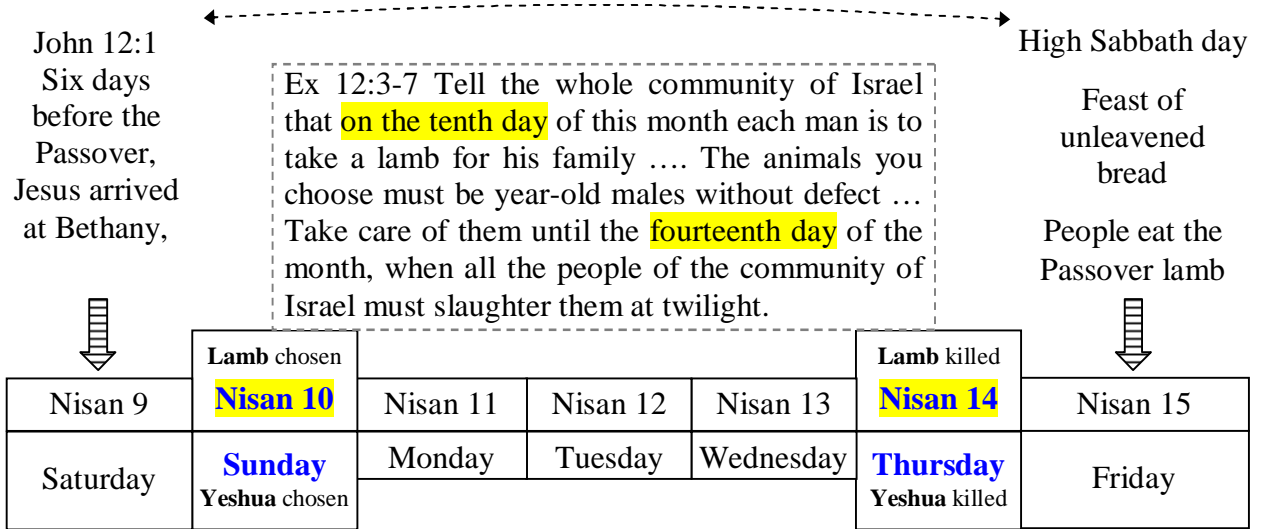 John 12:1
Six days
before the
Passover,
Jesus arrived
at Bethany,
Ex 12:3-7 Tell the whole community of Israel
that on the tenth day of this month each man is to
take a lamb for his family …. The animals you
choose must be year-old males without defect …
Take care of them until the fourteenth day of the
month, when all the people of the community of
Israel must slaughter them at twilight.
High Sabbath day
Feast of
unleavened
bread
People eat the
Passover lamb
Lamb chosen
Lamb killed
Nisan 9
Nisan 10
Nisan 11
Nisan 12
Nisan 13
Nisan 14
Nisan 15
Saturday
Sunday
Yeshua chosen
Monday
Tuesday
Wednesday
Thursday
Yeshua killed
Friday